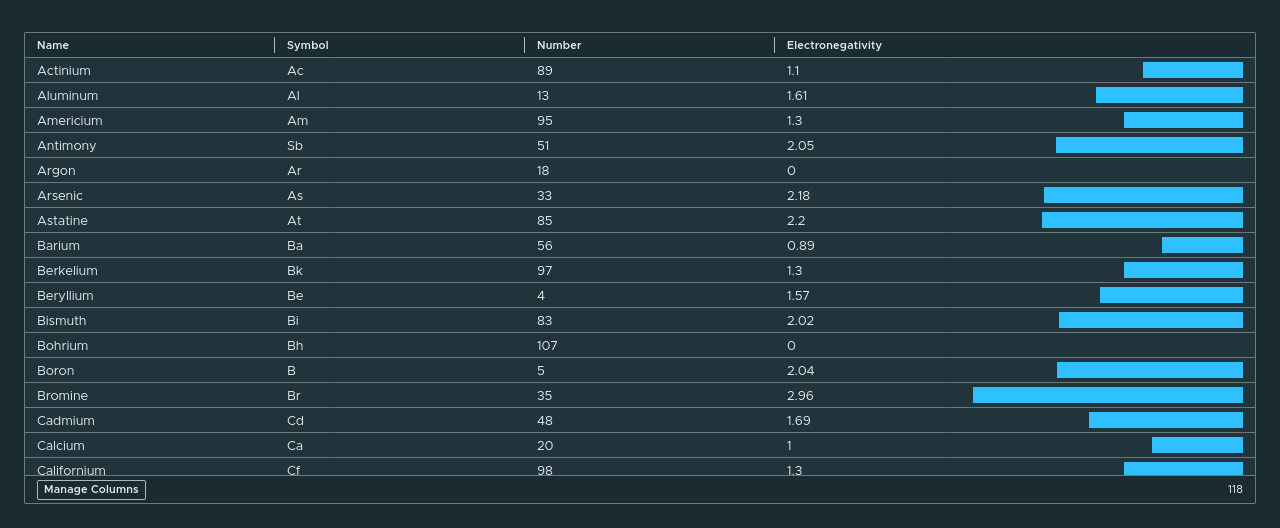 Name Symbol Number Electronegativity
Actinium Ac 89 1.1
Aluminum Al 13 1.61
Americium Am 95 1.3
Antimony Sb 51 2.05
Argon Ar 18 0
Arsenic As 33 2.18
Astatine At 85 2.2
Barium Ba 56 0.89
Berkelium Bk 97 1.3
Beryllium Be 4 1.57
Bismuth Bi 83 2.02
Bohrium Bh 107 0
Boron B 5 2.04
Bromine Br 35 2.96
Cadmium Cd 48 1.69
Calcium Ca 20 1
Californium Cf 98 1.3
Manage Columns 118